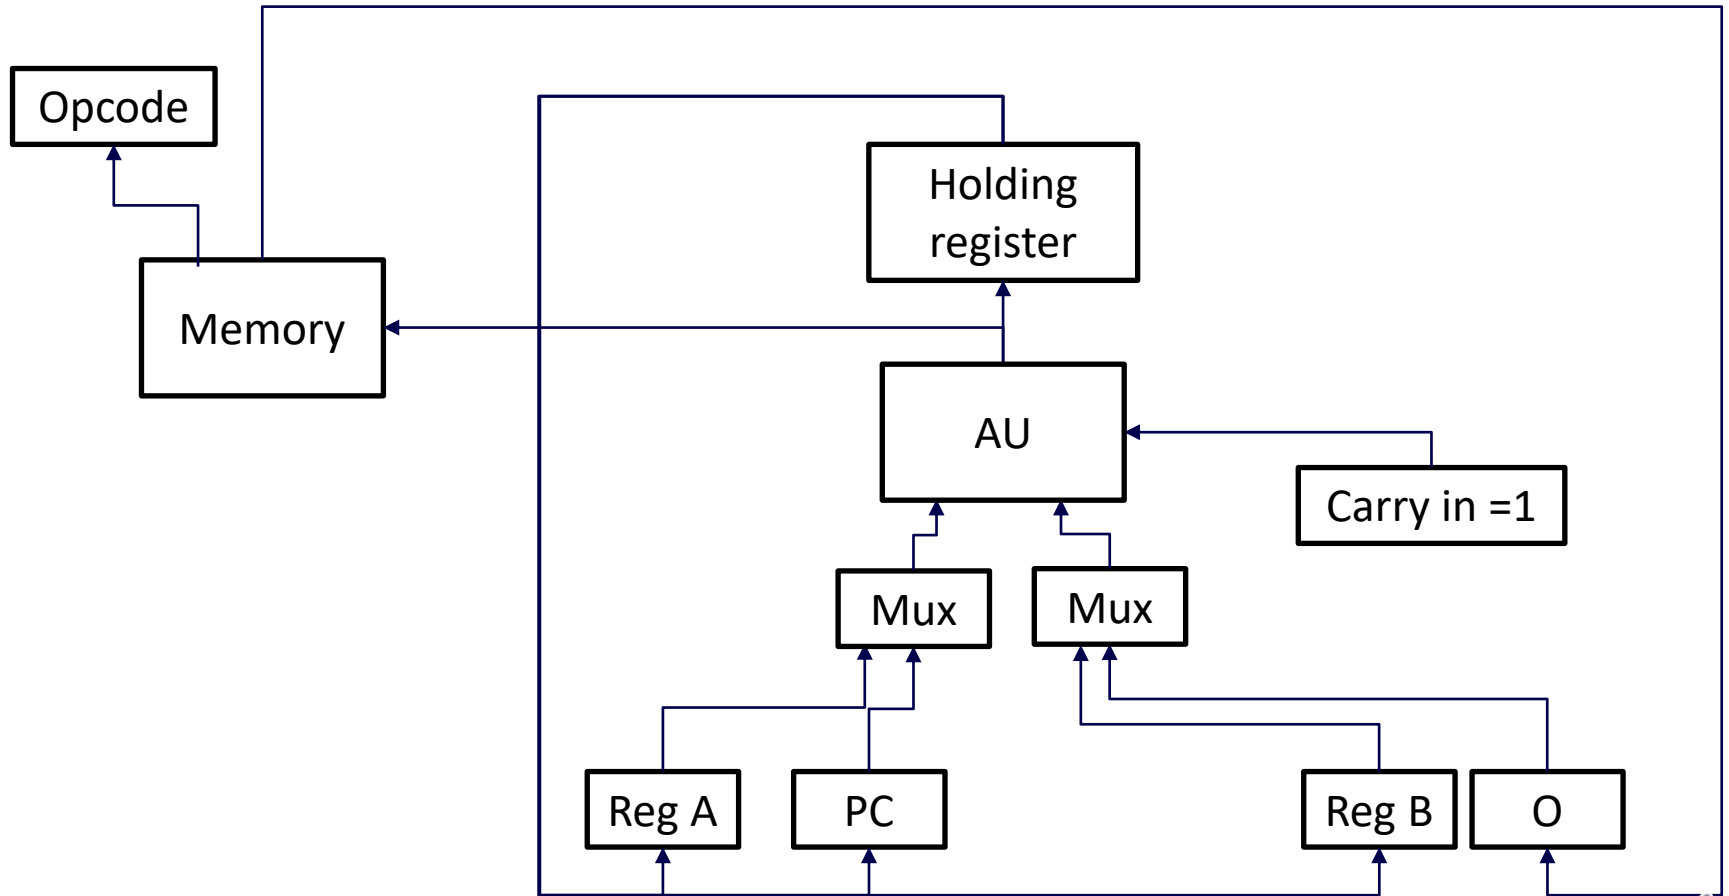 Opcode
Holding
register
Memory
AU
Carry in =1
Mux
Mux
Reg A
PC
Reg B
O